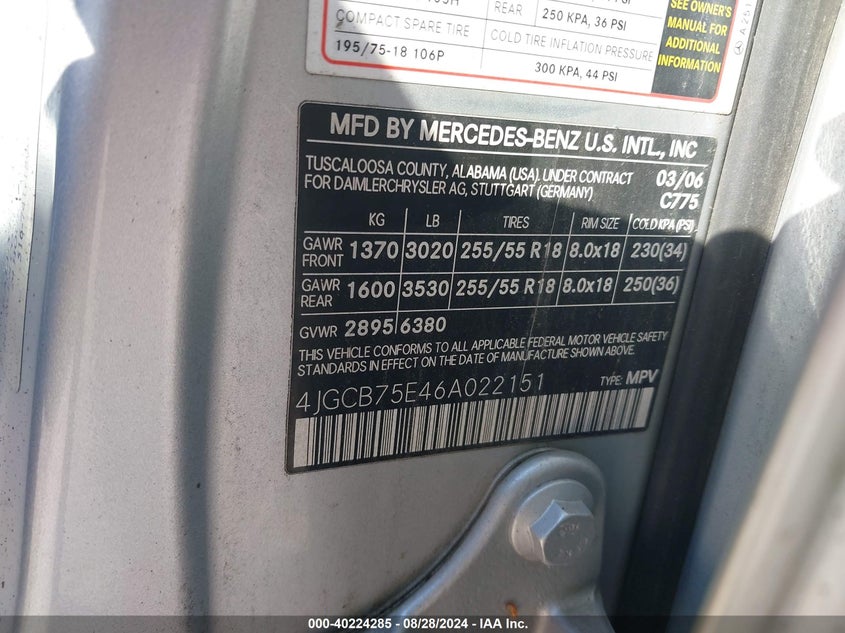 REAR 250 KPA, 36 PSI
COMPACT SPARE TIRE
195/75-18 106P
COLD TIRE INFLATION PRESSURE
300 KPA, 44 PSI
SEE OWNER'S
MANUAL FOR
ADDITIONAL
INFORMATION
MFD BY MERCEDES-BENZ U.S. INTL., INC
TUSCALOOSA COUNTY, ALABAMA (USA). UNDER CONTRACT 03/06
FOR DAIMLERCHRYSLER AG, STUTTGART (GERMANY) C775
KG LB TIRES RIM SIZE COLD KPA (PSI)
GAWR FRONT 1370 3020 255/55 R18 8.0x18 230(34)
GAWR REAR 1600 3530 255/55 R18 8.0x18 250(36)
GVWR 2895 6380
THIS VEHICLE CONFORMS TO ALL APPLICABLE FEDERAL MOTOR VEHICLE SAFETY
STANDARDS IN EFFECT ON THE DATE OF MANUFACTURE SHOWN ABOVE.
4JGCB75E46A022151 TYPE: MPV
000-40224285 - 08/28/2024 - IAA Inc.